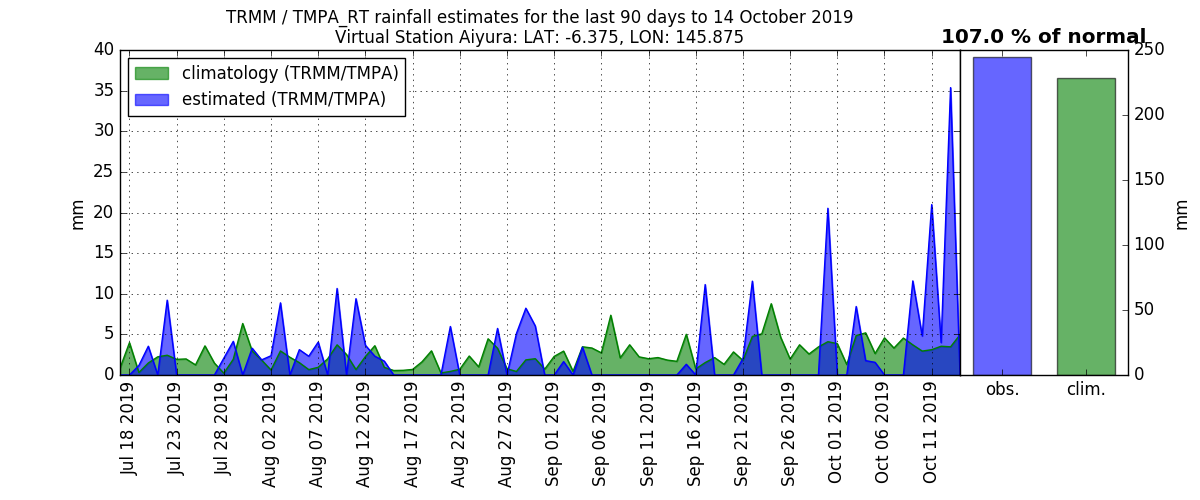 TRMM / TMPA_RT rainfall estimates for the last 90 days to 14 October 2019
Virtual Station Aiyura: LAT: -6.375, LON: 145.875
107.0 % of normal
climatology (TRMM/TMPA)
estimated (TRMM/TMPA)
40
35
30
25
20
15
10
5
0
mm
Jul 18 2019
Jul 23 2019
Jul 28 2019
Aug 02 2019
Aug 07 2019
Aug 12 2019
Aug 17 2019
Aug 22 2019
Aug 27 2019
Sep 01 2019
Sep 06 2019
Sep 11 2019
Sep 16 2019
Sep 21 2019
Sep 26 2019
Oct 01 2019
Oct 06 2019
Oct 11 2019
250
200
150
100
50
0
mm
obs.
clim.